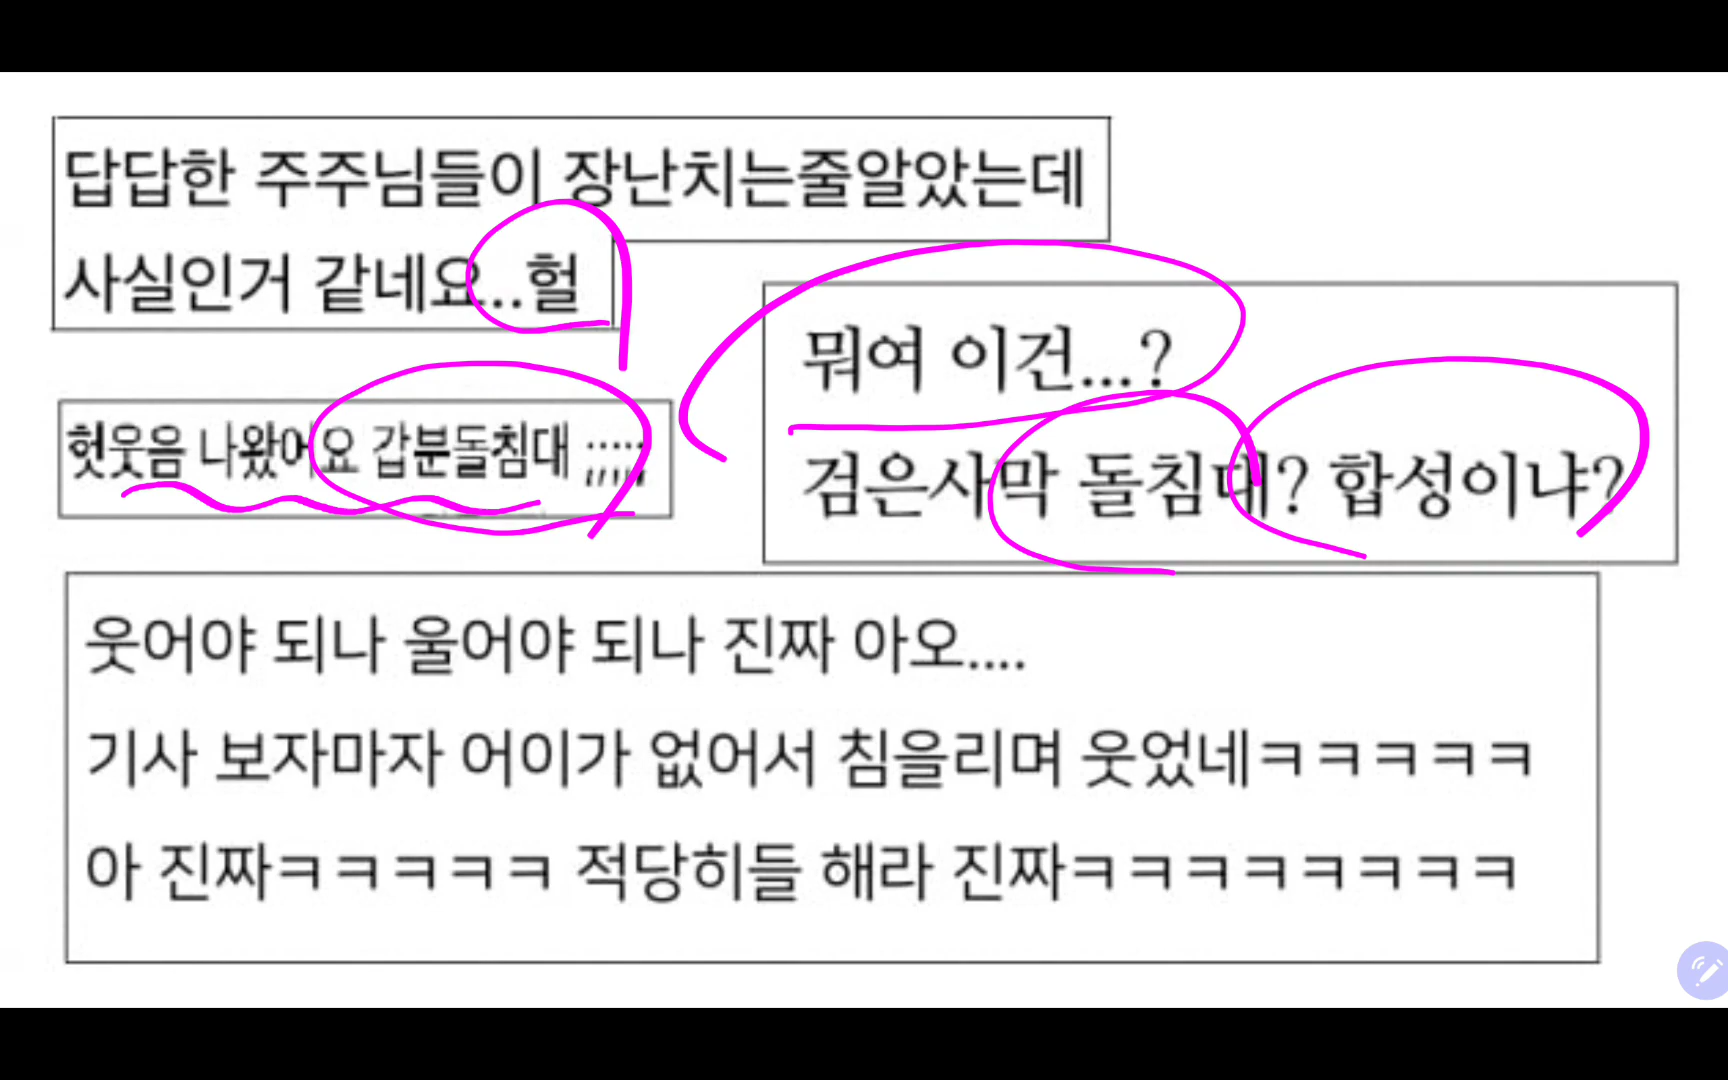 답답한 주주님들이 장난치는줄알았는데
사실인거 같네요..헐
헛웃음 나왔어요 갑분돌침대 ;;;;;
뭐여 이건...?
검은사막 돌침대? 합성이냐?
웃어야 되나 울어야 되나 진짜 아오....
기사 보자마자 어이가 없어서 침을리며 웃었네ㅋㅋㅋㅋㅋ
아 진짜ㅋㅋㅋㅋㅋ 적당히들 해라 진짜ㅋㅋㅋㅋㅋㅋㅋㅋ